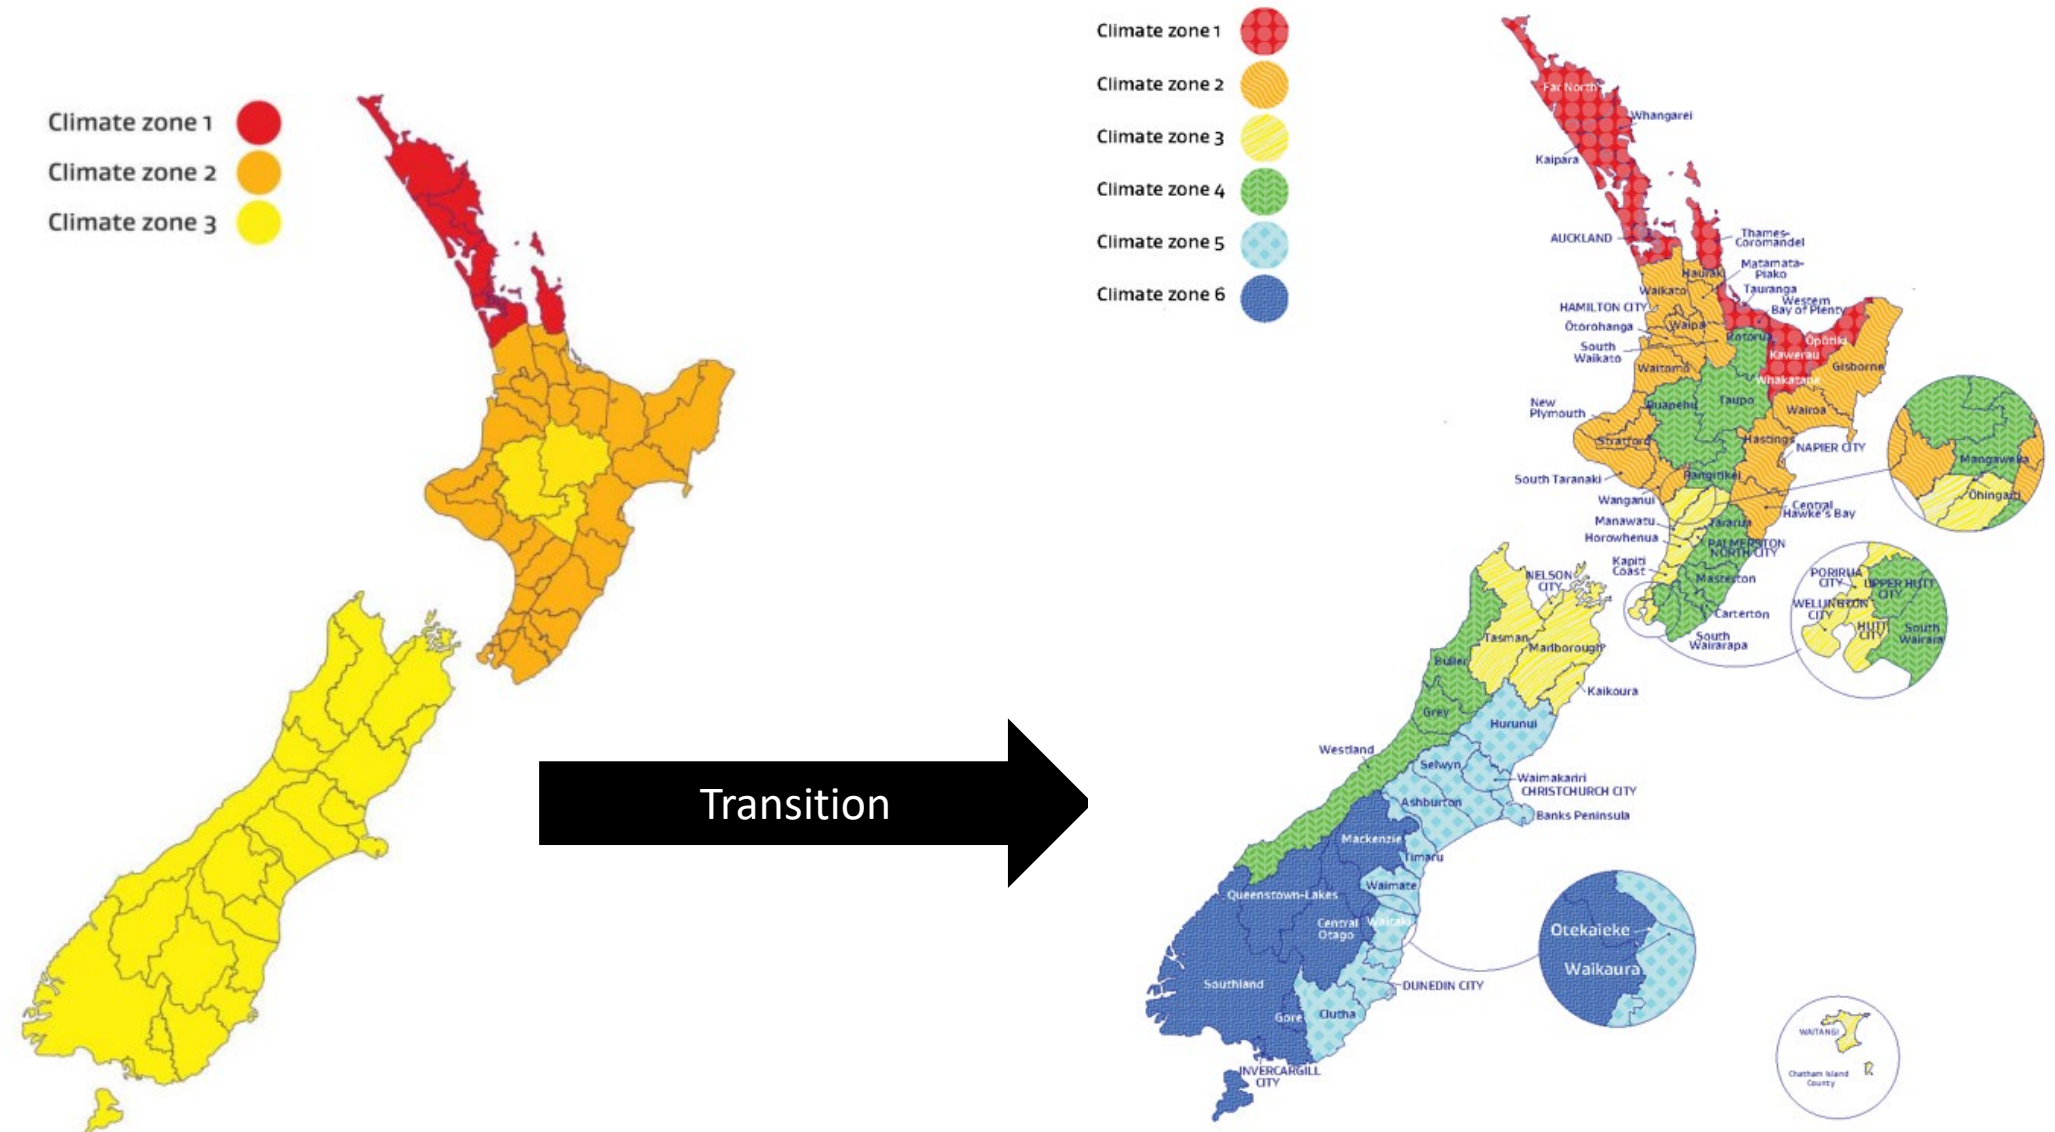 Climate zone 1
Climate zone 2
Climate zone 3
Transition
Climate zone 1
Climate zone 2
Climate zone 3
Climate zone 4
Climate zone 5
Climate zone 6
Far North
Whangarei
Kaipara
AUCKLAND
Thames-
Coromandel
Hauraki
Matamata-
Piako
Waikato
Tauranga
Western
Bay of Plenty
HAMILTON CITY
Ōtorohanga
Waipa
Rotorua
Opotiki
South
Waikato
Kawerau
Waitomo
Gisborne
Whakatane
New
Plymouth
Ruapehu
Taupo
Wairoa
Stratford
Hastings
NAPIER CITY
South Taranaki
Rangitikei
Wanganui
Central
Hawke's Bay
Manawatu
Tararua
Horowhenua
PALMERSTON
NORTH CITY
Kapiti
Coast
Masterton
Carterton
South
Wairarapa
Mangaweka
Ohingaiti
PORIRUA
CITY
UPPER HUTT
CITY
WELLINGTON
CITY
HUTT
CITY
South
Wairara
NELSON
CITY
Tasman
Marlborough
Buller
Kaikoura
Grey
Hurunui
Westland
Selwyn
Waimakariri
CHRISTCHURCH CITY
Ashburton
Banks Peninsula
Mackenzie
Timaru
Waimate
Queenstown-Lakes
Central
Otago
Waitaki
Otekaieke
Waikaura
Southland
DUNEDIN CITY
Gore
Clutha
INVERCARGILL
CITY
WAITANGI
Chatham Island
County